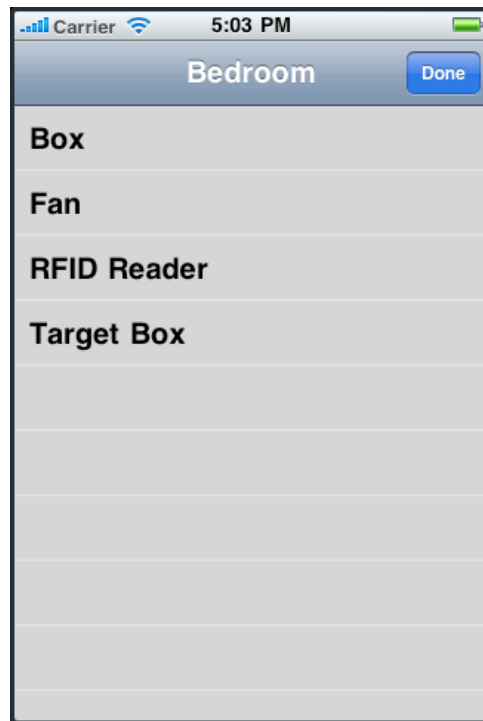 Carrier 5:03 PM
Bedroom Done
Box
Fan
RFID Reader
Target Box